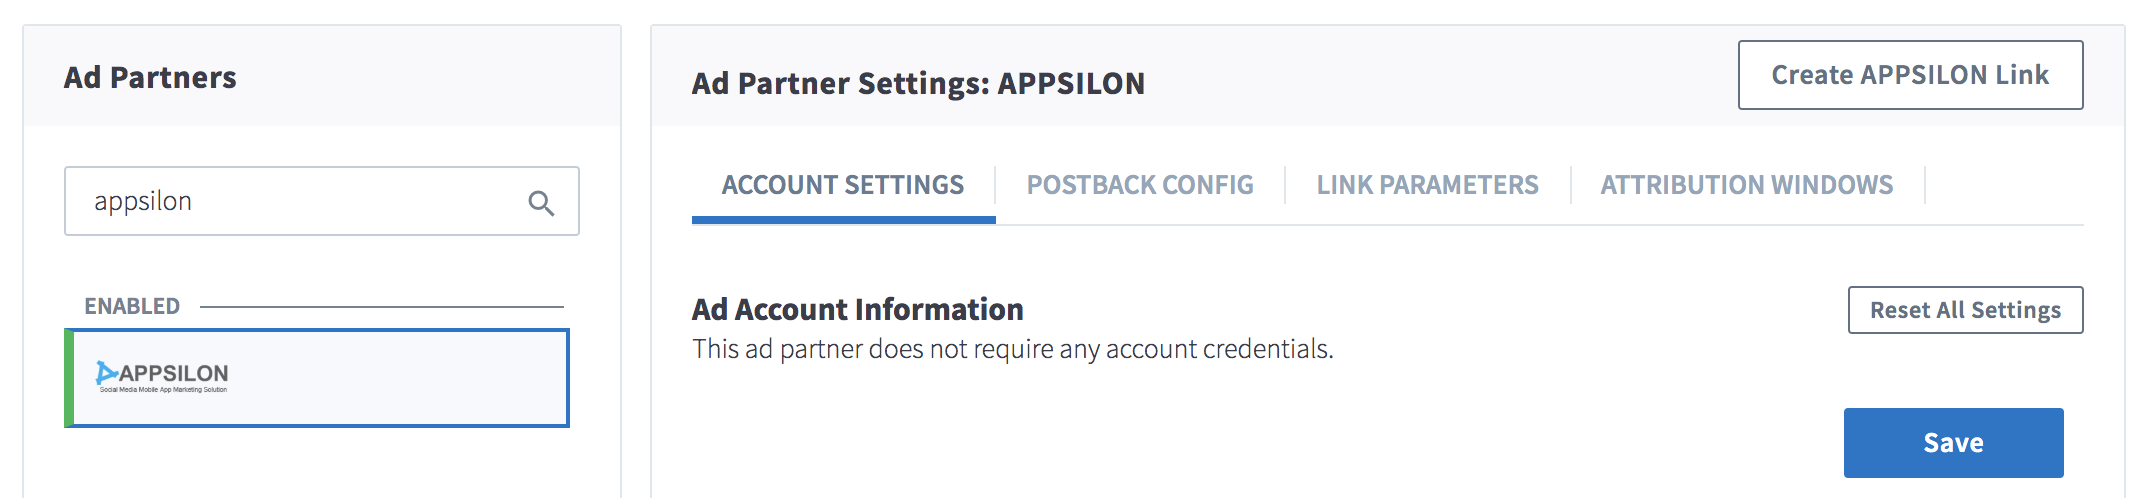 Ad Partners
appsilon
ENABLED
APPSILON
Social Media Mobile App Marketing Solution
Ad Partner Settings: APPSILON
Create APPSILON Link
ACCOUNT SETTINGS POSTBACK CONFIG LINK PARAMETERS ATTRIBUTION WINDOWS
Ad Account Information
Reset All Settings
This ad partner does not require any account credentials.
Save